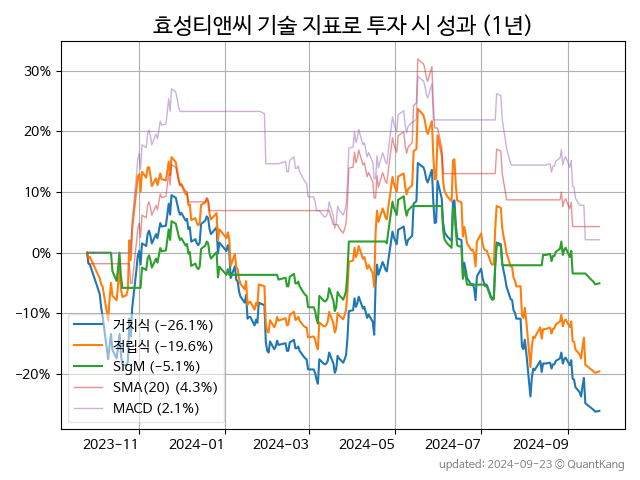 효성티앤씨 기술 지표로 투자 시 성과 (1년)
30%
20%
10%
0%
−10%
−20%
거치식 (−26.1%)
적립식 (−19.6%)
SigM (−5.1%)
SMA(20) (4.3%)
MACD (2.1%)
2023−11
2024−01
2024−03
2024−05
2024−07
2024−09
updated: 2024−09−23 © QuantKang